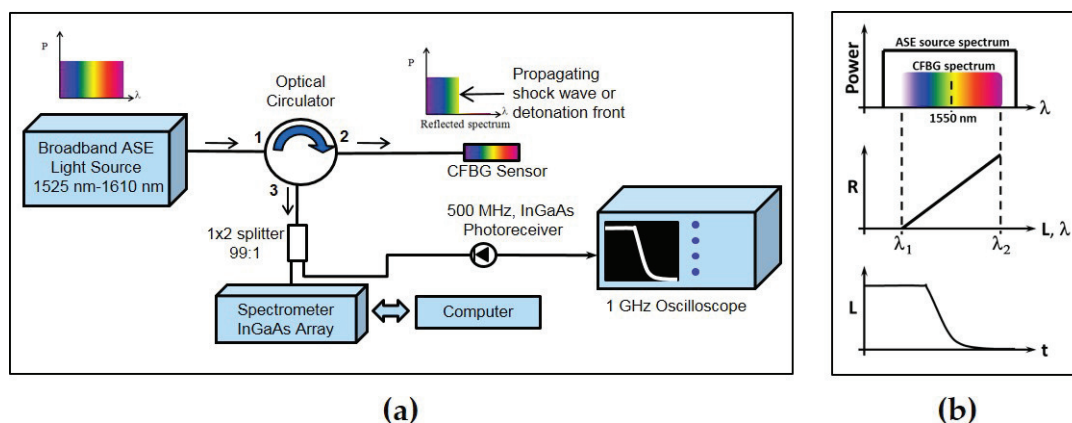 P
λ
Broadband ASE
Light Source
1525 nm-1610 nm
Optical
Circulator
1
2
3
P
λ
Reflected spectrum
Propagating
shock wave or
detonation front
CFBG Sensor
1x2 splitter
99:1
500 MHz, InGaAs
Photoreceiver
1 GHz Oscilloscope
Spectrometer
InGaAs Array
Computer
(a)
Power
ASE source spectrum
CFBG spectrum
1550 nm
λ
R
λ1
λ2
L, λ
L
t
(b)